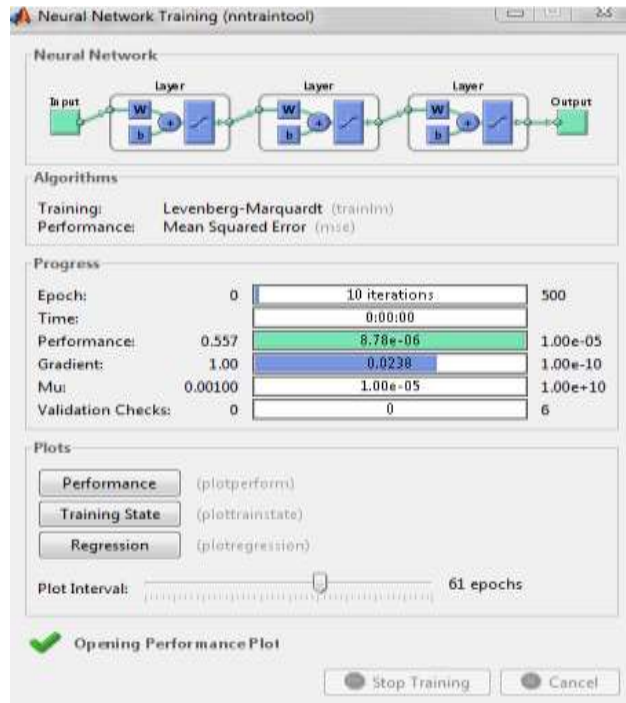 Neural Network Training (nntraintool)
Neural Network
Layer Layer Layer
Input W b + W b + W b + Output
Algorithms
Training: Levenberg-Marquardt (trainlm)
Performance: Mean Squared Error (mse)
Progress
Epoch: 0 10 iterations 500
Time: 0:00:00
Performance: 0.557 8.78e-06 1.00e-05
Gradient: 1.00 0.0238 1.00e-10
Mu: 0.00100 1.00e-05 1.00e+10
Validation Checks: 0 0 6
Plots
Performance (plotperform)
Training State (plottrainstate)
Regression (plotregression)
Plot Interval: 61 epochs
Opening Performance Plot
Stop Training Cancel